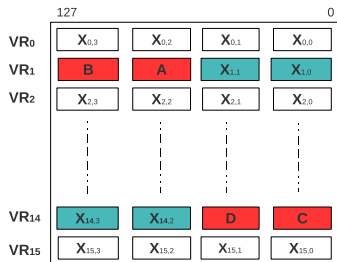 127 0
VR0 X0,3 X0,2 X0,1 X0,0
VR1 B A X1,1 X1,0
VR2 X2,3 X2,2 X2,1 X2,0
VR14 X14,3 X14,2 D C
VR15 X15,3 X15,2 X15,1 X15,0